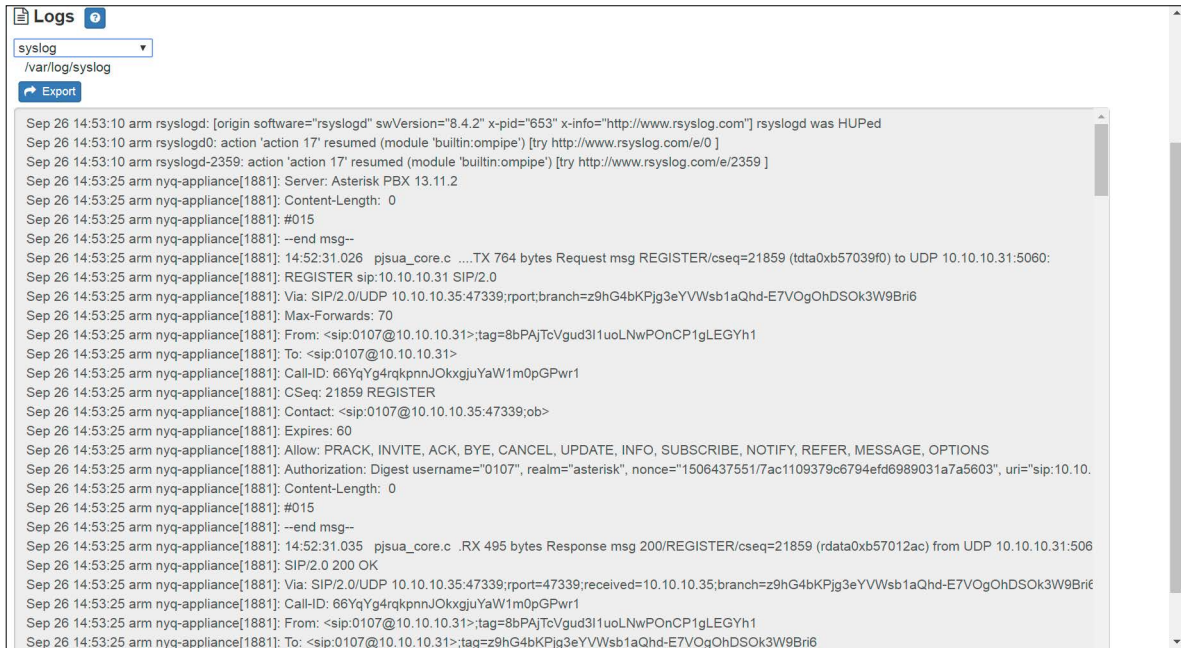 Logs
syslog
/var/log/syslog
Export
Sep 26 14:53:10 arm rsyslogd: [origin software="rsyslogd" swVersion="8.4.2" x-pid="653" x-info="http://www.rsyslog.com"] rsyslogd was HUPed
Sep 26 14:53:10 arm rsyslogd0: action 'action 17' resumed (module 'builtin:ompipe') [try http://www.rsyslog.com/e/0 ]
Sep 26 14:53:10 arm rsyslogd-2359: action 'action 17' resumed (module 'builtin:ompipe') [try http://www.rsyslog.com/e/2359 ]
Sep 26 14:53:25 arm nyq-appliance[1881]: Server: Asterisk PBX 13.11.2
Sep 26 14:53:25 arm nyq-appliance[1881]: Content-Length:  0
Sep 26 14:53:25 arm nyq-appliance[1881]: #015
Sep 26 14:53:25 arm nyq-appliance[1881]: --end msg--
Sep 26 14:53:25 arm nyq-appliance[1881]: 14:52:31.026   pjsua_core.c  ....TX 764 bytes Request msg REGISTER/cseq=21859 (tdta0xb57039f0) to UDP 10.10.10.31:5060:
Sep 26 14:53:25 arm nyq-appliance[1881]: REGISTER sip:10.10.10.31 SIP/2.0
Sep 26 14:53:25 arm nyq-appliance[1881]: Via: SIP/2.0/UDP 10.10.10.35:47339;rport;branch=z9hG4bKPjg3eYVWsb1aQhd-E7VOgOhDSOk3W9Bri6
Sep 26 14:53:25 arm nyq-appliance[1881]: Max-Forwards: 70
Sep 26 14:53:25 arm nyq-appliance[1881]: From: <sip:0107@10.10.10.31>;tag=8bPAjTcVgud3I1uoLNwPOnCP1gLEGYh1
Sep 26 14:53:25 arm nyq-appliance[1881]: To: <sip:0107@10.10.10.31>
Sep 26 14:53:25 arm nyq-appliance[1881]: Call-ID: 66YqYg4rqkpnnJOkxgjuYaW1m0pGPwr1
Sep 26 14:53:25 arm nyq-appliance[1881]: CSeq: 21859 REGISTER
Sep 26 14:53:25 arm nyq-appliance[1881]: Contact: <sip:0107@10.10.10.35:47339;ob>
Sep 26 14:53:25 arm nyq-appliance[1881]: Expires: 60
Sep 26 14:53:25 arm nyq-appliance[1881]: Allow: PRACK, INVITE, ACK, BYE, CANCEL, UPDATE, INFO, SUBSCRIBE, NOTIFY, REFER, MESSAGE, OPTIONS
Sep 26 14:53:25 arm nyq-appliance[1881]: Authorization: Digest username="0107", realm="asterisk", nonce="1506437551/7ac1109379c6794efd6989031a7a5603", uri="sip:10.10.
Sep 26 14:53:25 arm nyq-appliance[1881]: Content-Length:  0
Sep 26 14:53:25 arm nyq-appliance[1881]: #015
Sep 26 14:53:25 arm nyq-appliance[1881]: --end msg--
Sep 26 14:53:25 arm nyq-appliance[1881]: 14:52:31.035   pjsua_core.c  .RX 495 bytes Response msg 200/REGISTER/cseq=21859 (rdata0xb57012ac) from UDP 10.10.10.31:506
Sep 26 14:53:25 arm nyq-appliance[1881]: SIP/2.0 200 OK
Sep 26 14:53:25 arm nyq-appliance[1881]: Via: SIP/2.0/UDP 10.10.10.35:47339;rport=47339;received=10.10.10.35;branch=z9hG4bKPjg3eYVWsb1aQhd-E7VOgOhDSOk3W9Bri6
Sep 26 14:53:25 arm nyq-appliance[1881]: Call-ID: 66YqYg4rqkpnnJOkxgjuYaW1m0pGPwr1
Sep 26 14:53:25 arm nyq-appliance[1881]: From: <sip:0107@10.10.10.31>;tag=8bPAjTcVgud3I1uoLNwPOnCP1gLEGYh1
Sep 26 14:53:25 arm nyq-appliance[1881]: To: <sip:0107@10.10.10.31>;tag=z9hG4bKPjg3eYVWsb1aQhd-E7VOgOhDSOk3W9Bri6